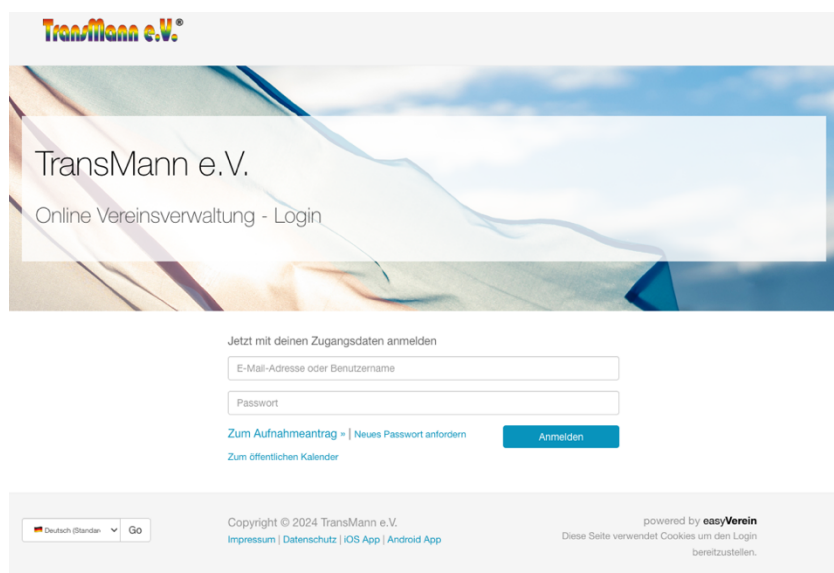 TransMann e.V.®
TransMann e.V.
Online Vereinsverwaltung - Login
Jetzt mit deinen Zugangsdaten anmelden
E-Mail-Adresse oder Benutzername
Passwort
Zum Aufnahmeantrag » | Neues Passwort anfordern
Anmelden
Zum öffentlichen Kalender
Deutsch (Standar
Go
Copyright © 2024 TransMann e.V.
Impressum | Datenschutz | iOS App | Android App
powered by easyVerein
Diese Seite verwendet Cookies um den Login
bereitzustellen.